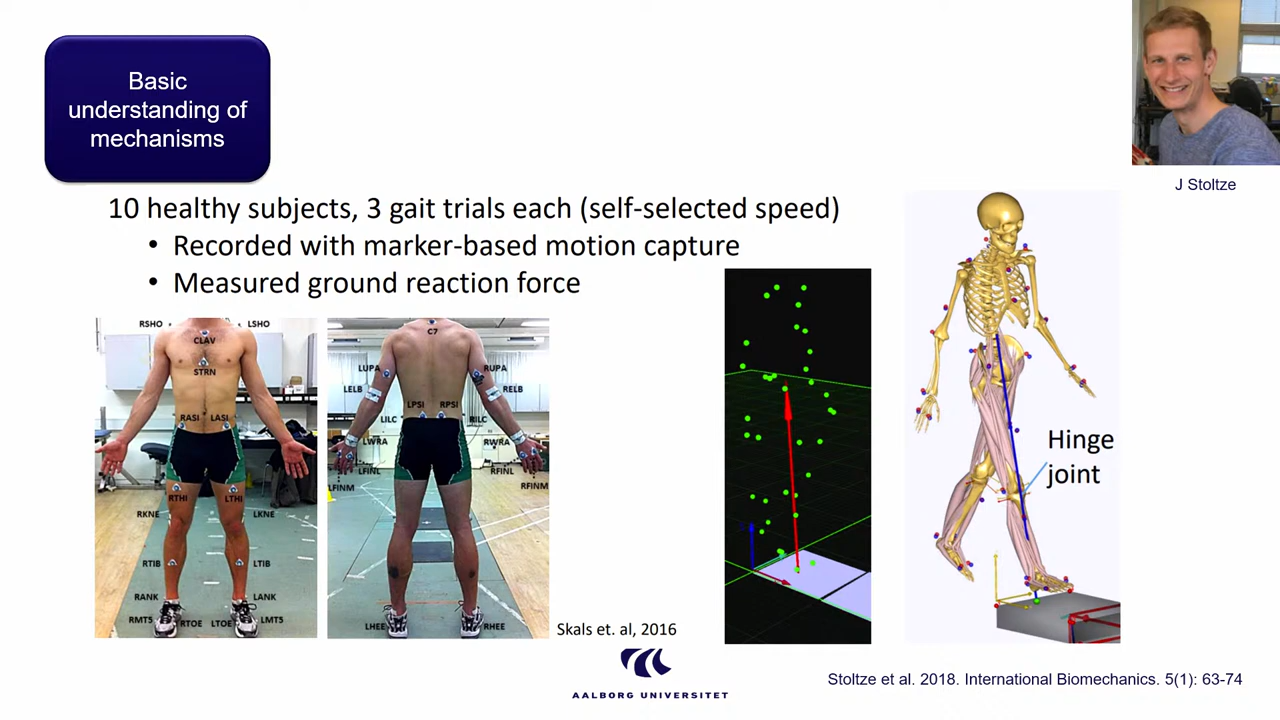 Basic
understanding of
mechanisms
J Stoltze
10 healthy subjects, 3 gait trials each (self-selected speed)
• Recorded with marker-based motion capture
• Measured ground reaction force
RSHO
LSHO
CLAV
STRN
RASI
LASI
RTHI
LTHI
RKNE
LKNE
RTIB
LTIB
RANK
LANK
RMT5
RTOE
LTOE
LMT5
C7
LUPA
RUPA
LELB
RELB
LPSI
RPSI
LILC
RILC
LWRA
RWRA
LFINL
RFINL
LFINM
RFINM
LHEE
RHEE
Hinge
joint
Skals et. al, 2016
AALBORG UNIVERSITET
Stoltze et al. 2018. International Biomechanics. 5(1): 63-74